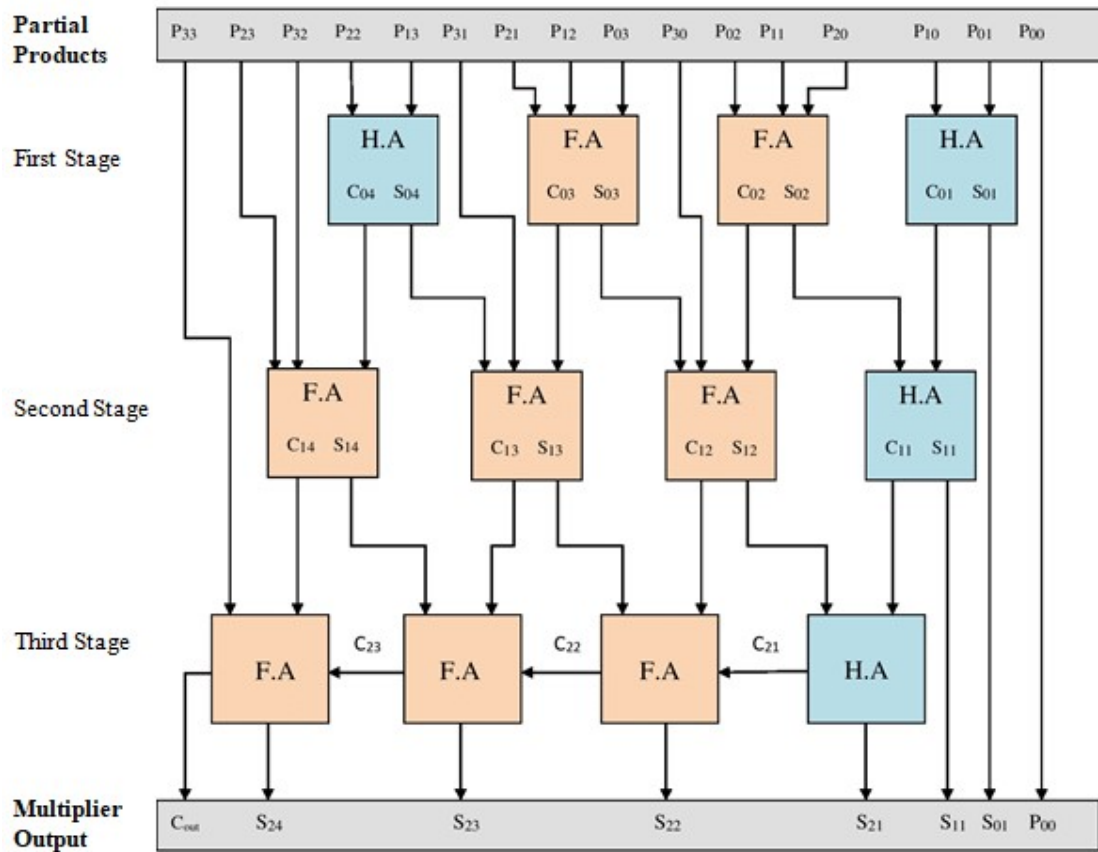 Partial Products
P₃₃ P₂₃ P₃₂ P₂₂ P₁₃ P₃₁ P₂₁ P₁₂ P₀₃ P₃₀ P₀₂ P₁₁ P₂₀ P₁₀ P₀₁ P₀₀
First Stage
H.A F.A F.A H.A
C₀₄ S₀₄ C₀₃ S₀₃ C₀₂ S₀₂ C₀₁ S₀₁
Second Stage
F.A F.A F.A H.A
C₁₄ S₁₄ C₁₃ S₁₃ C₁₂ S₁₂ C₁₁ S₁₁
Third Stage
C₂₃ C₂₂ C₂₁
F.A F.A F.A H.A
Multiplier Output
Cₒᵤₜ S₂₄ S₂₃ S₂₂ S₂₁ S₁₁ S₀₁ P₀₀